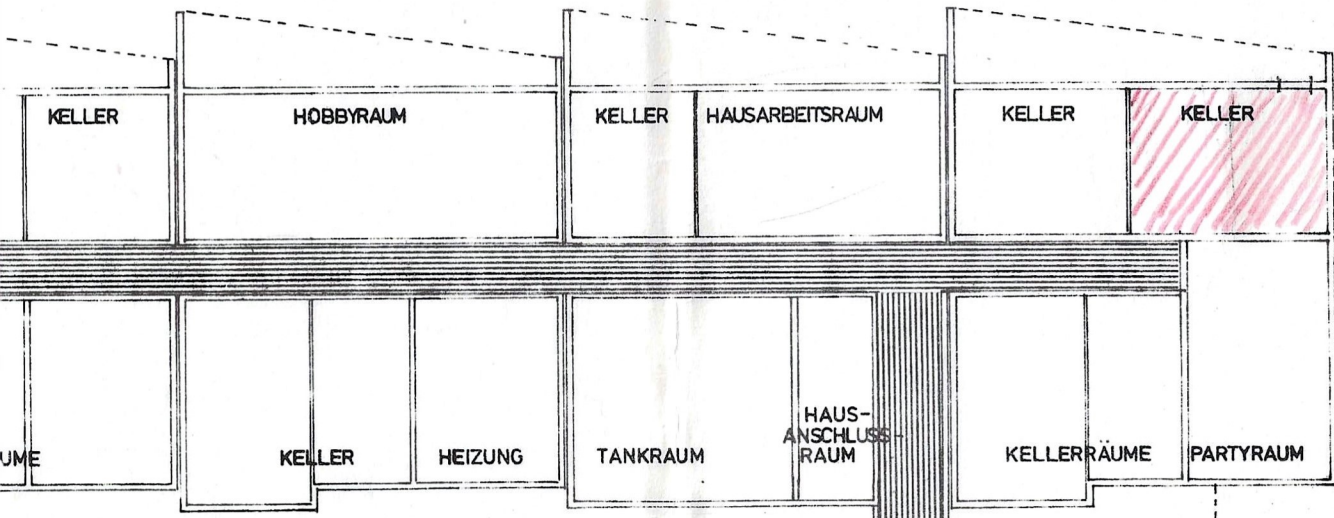 KELLER
HOBBYRAUM
KELLER
HAUSARBEITSRAUM
KELLER
KELLER
UME
KELLER
HEIZUNG
TANKRAUM
HAUS-
ANSCHLUSS-
RAUM
KELLERRÄUME
PARTYRAUM